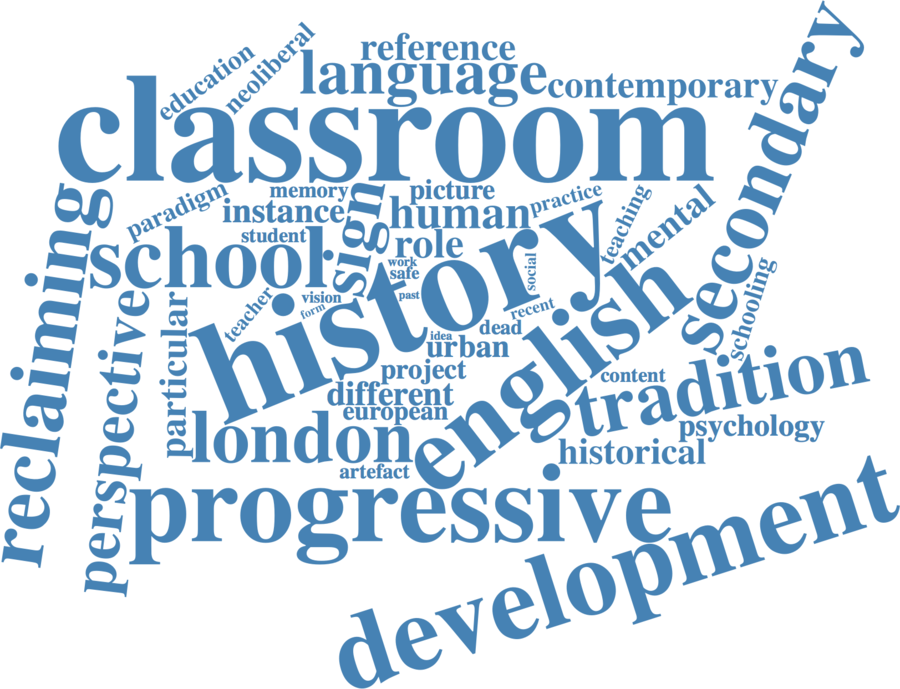 reference
language
contemporary
education
neoliberal
classroom
secondary
reclaiming
paradigm
memory
picture
practice
instance
sign
human
teaching
mental
student
role
school
work
safe
social
history
perspective
particular
teacher
vision
form
past
recent
dead
idea
urban
english
schooling
project
content
different
european
tradition
london
psychology
historical
artefact
progressive
development